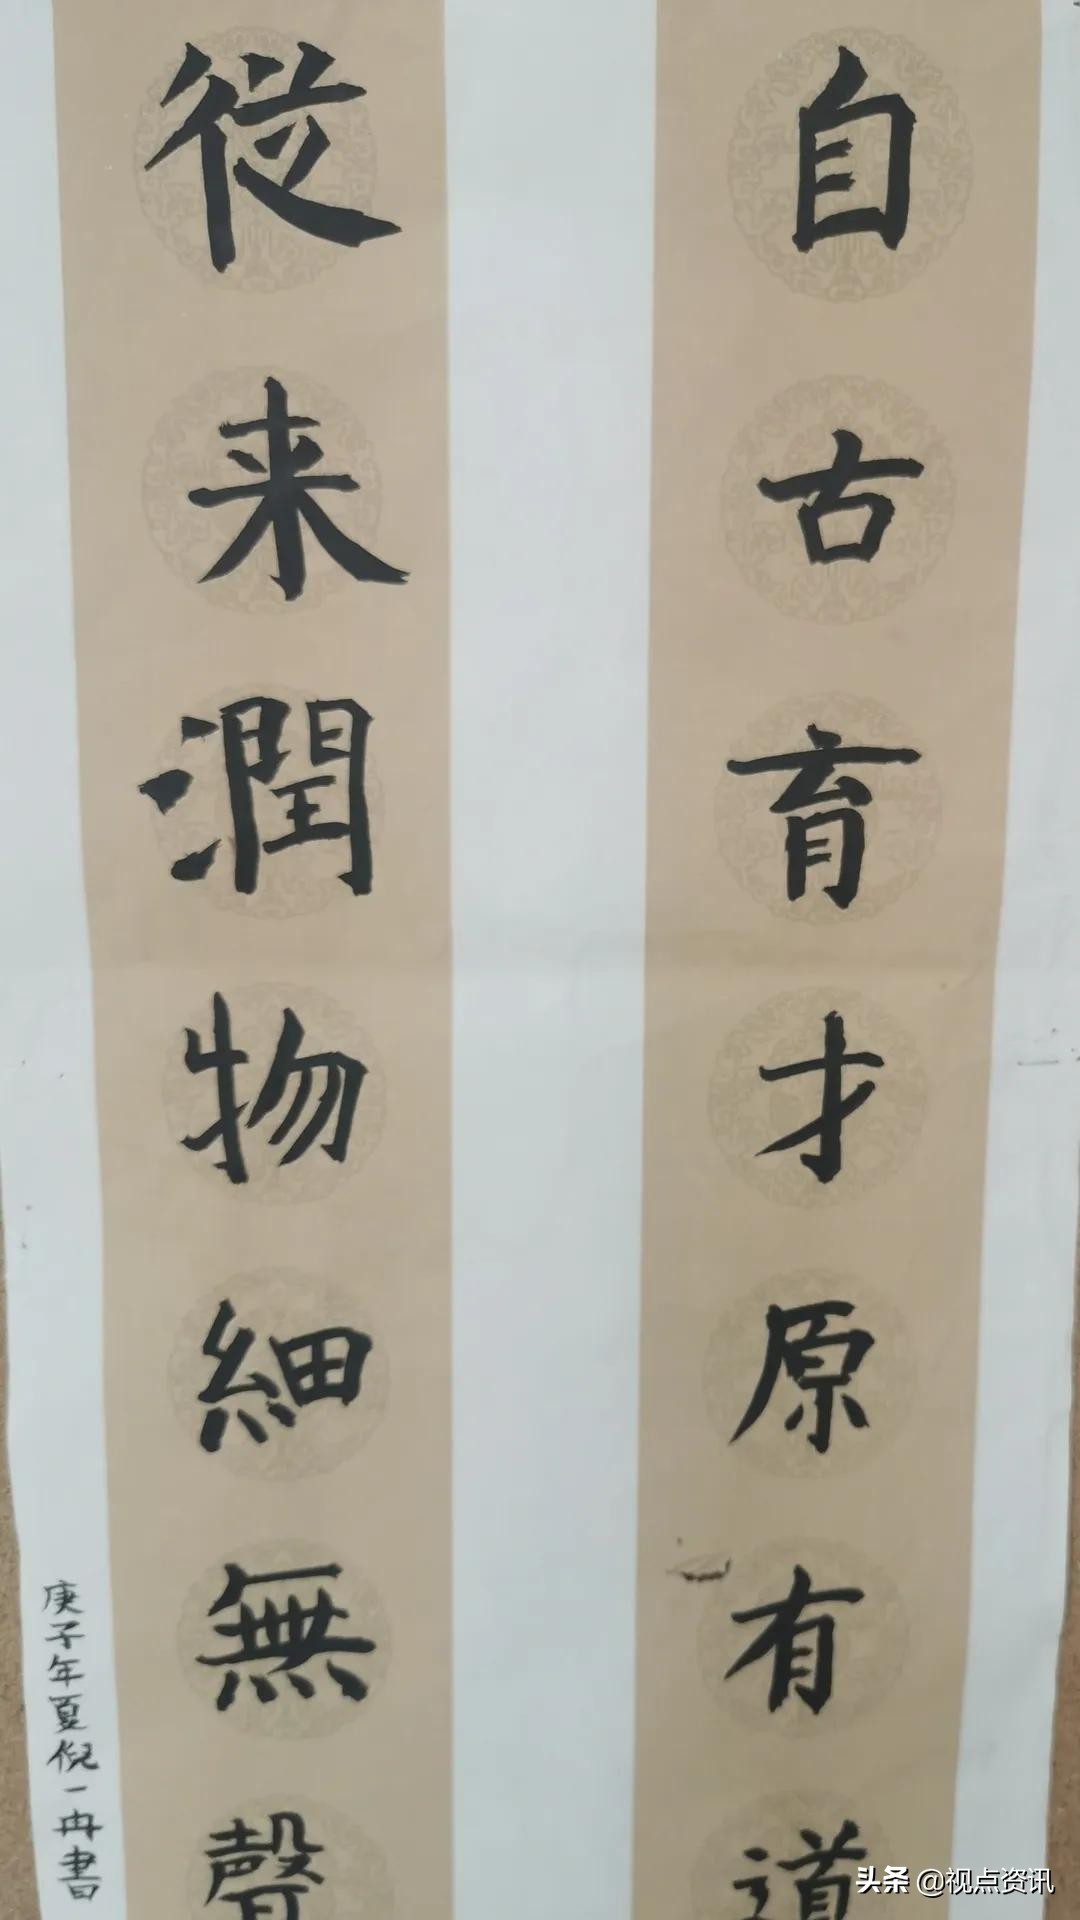 自古育才原有道
從来潤物細無聲
庚子年夏倪一冉書
头条 @视点资讯